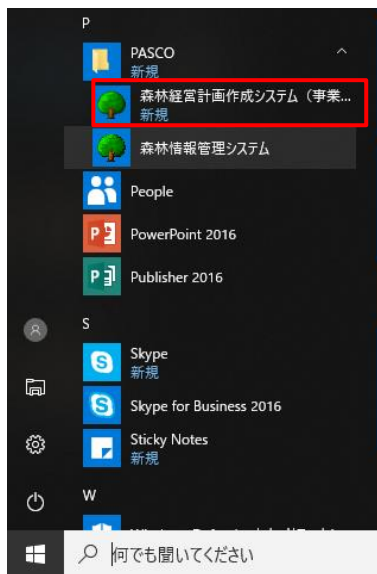 P
PASCO
新規
森林経営計画作成システム（事業...
新規
森林情報管理システム
People
PowerPoint 2016
Publisher 2016
S
Skype
新規
Skype for Business 2016
Sticky Notes
新規
W
何でも聞いてください